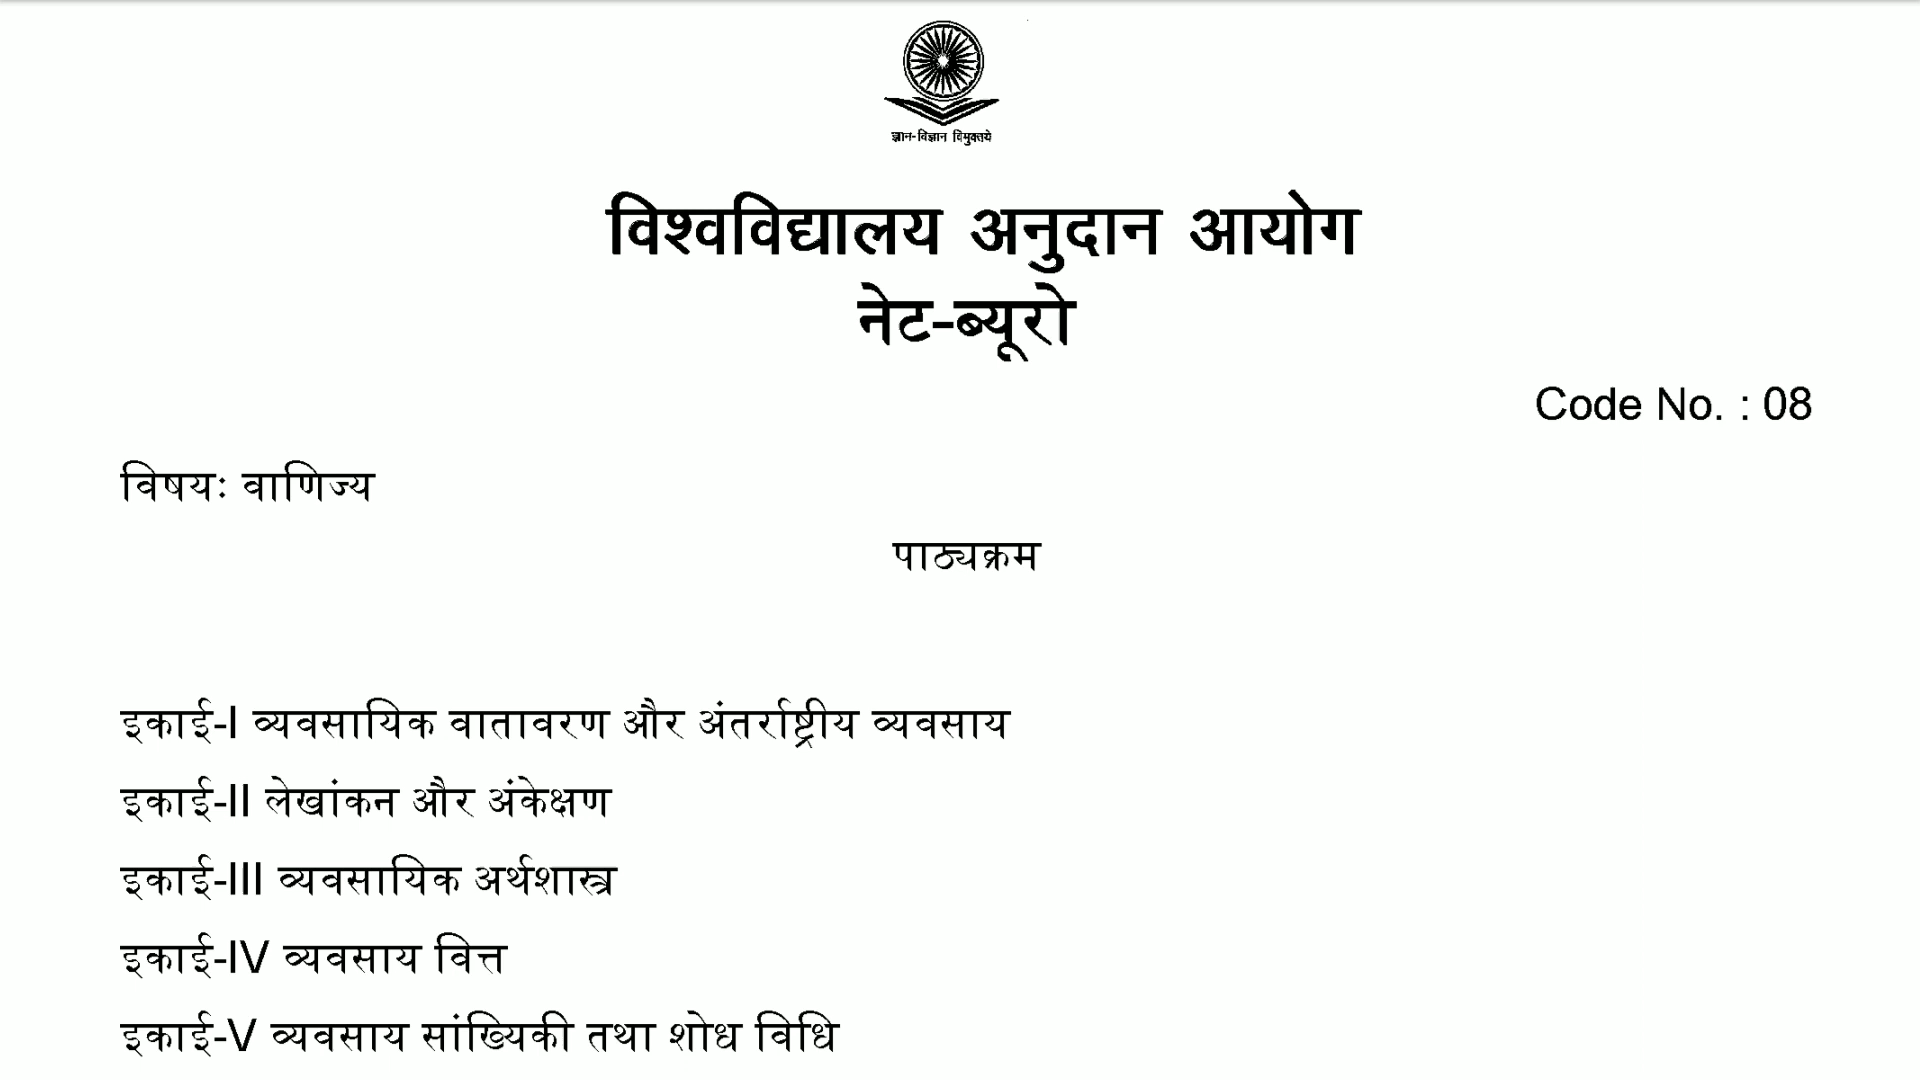 ज्ञान-विज्ञान विमुक्तये
विश्वविद्यालय अनुदान आयोग
नेट-ब्यूरो
Code No. : 08
विषयः वाणिज्य
पाठ्यक्रम
इकाई-I व्यवसायिक वातावरण और अंतर्राष्ट्रीय व्यवसाय
इकाई-II लेखांकन और अंकेक्षण
इकाई-III व्यवसायिक अर्थशास्त्र
इकाई-IV व्यवसाय वित्त
इकाई-V व्यवसाय सांख्यिकी तथा शोध विधि